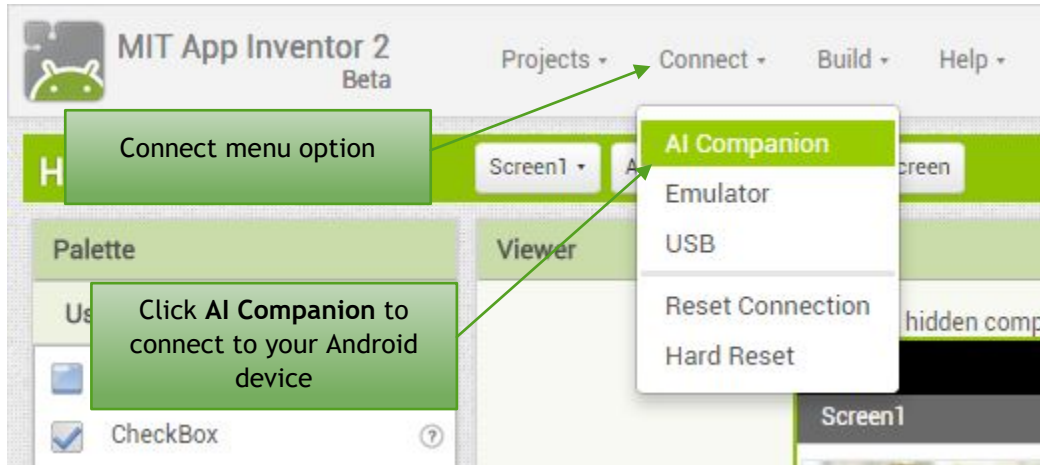 MIT App Inventor 2
Beta
Projects
Connect
Build
Help
Connect menu option
H
Screen1
A
creen
AI Companion
Emulator
USB
Reset Connection
Hard Reset
Palette
Viewer
Us
Click AI Companion to
connect to your Android
device
hidden comp
CheckBox
?
Screen1